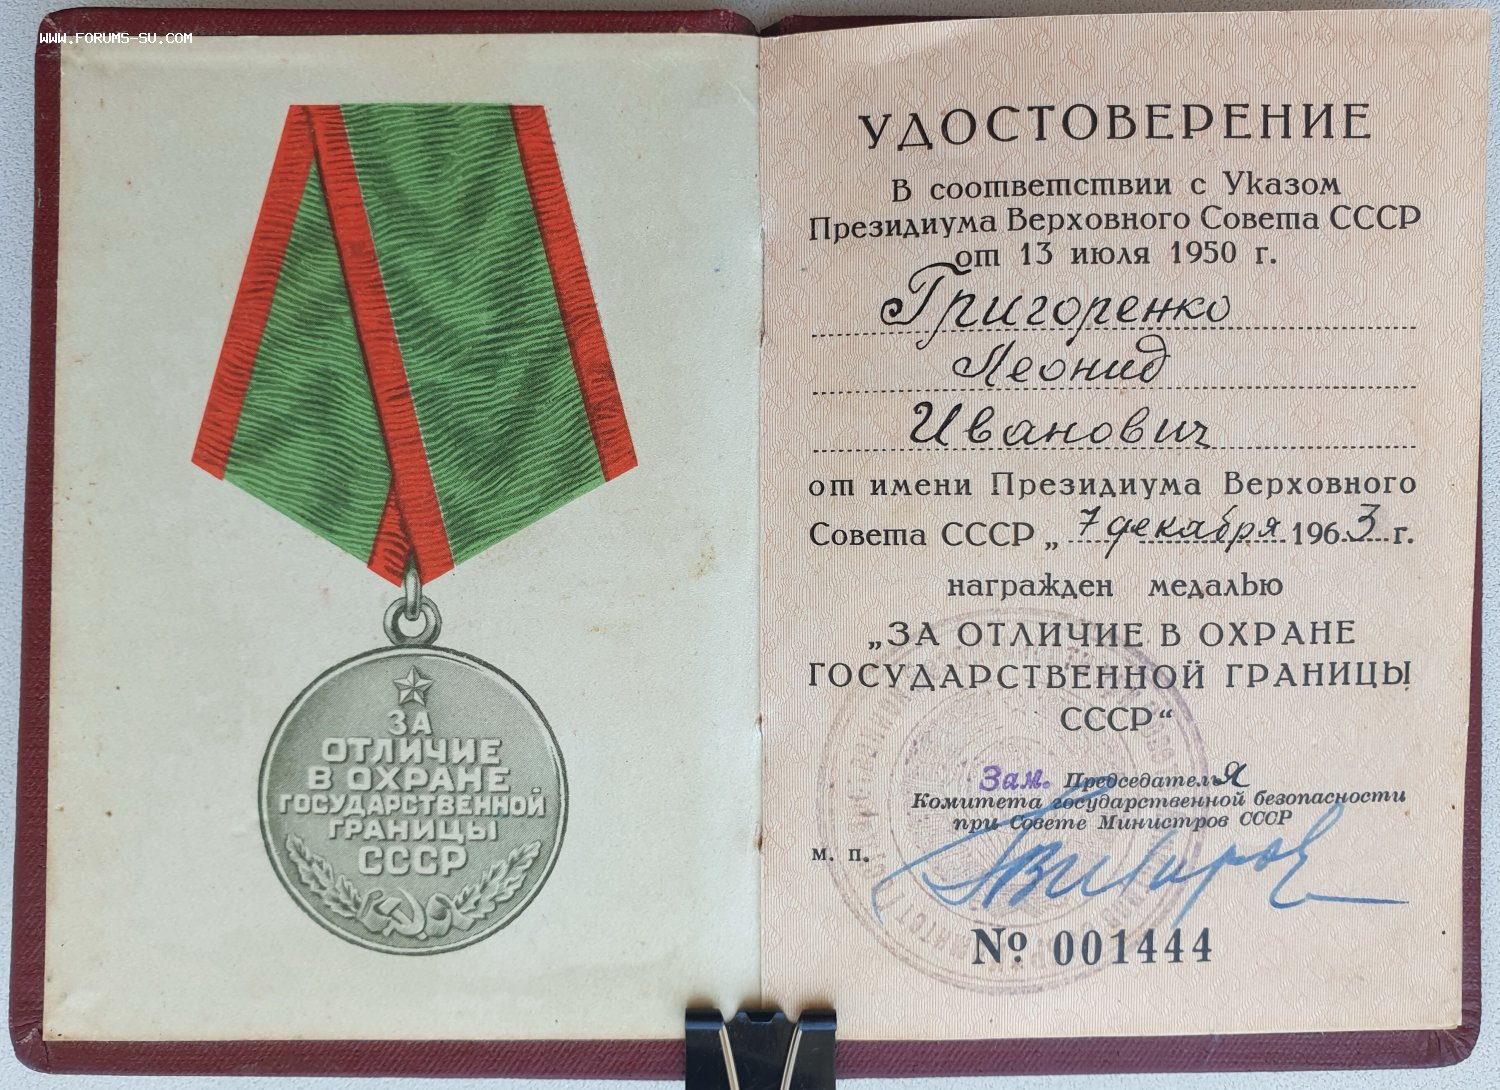 WWW.FORUMS-SU.COM
ЗА
ОТЛИЧИЕ
В ОХРАНЕ
ГОСУДАРСТВЕННОЙ
ГРАНИЦЫ
СССР
УДОСТОВЕРЕНИЕ
В соответствии с Указом
Президиума Верховного Совета СССР
от 13 июля 1950 г.
Григоренко
Леонид
Иванович
от имени Президиума Верховного
Совета СССР „7 декабря 1963 г.
награжден медалью
„ЗА ОТЛИЧИЕ В ОХРАНЕ
ГОСУДАРСТВЕННОЙ ГРАНИЦЫ
СССР“
Зам. Председателя
Комитета государственной безопасности
при Совете Министров СССР
м. п.
№ 001444